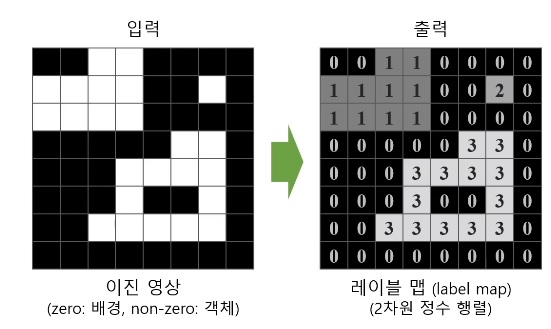 입력
출력
0 0 1 1 0 0 0 0
1 1 1 1 0 0 2 0
1 1 1 1 0 0 0 0
0 0 0 0 0 3 3 0
0 0 0 3 3 3 3 0
0 0 0 3 0 0 3 0
0 0 3 3 3 3 3 0
0 0 0 0 0 0 0 0
이진 영상
(zero: 배경, non-zero: 객체)
레이블 맵 (label map)
(2차원 정수 행렬)